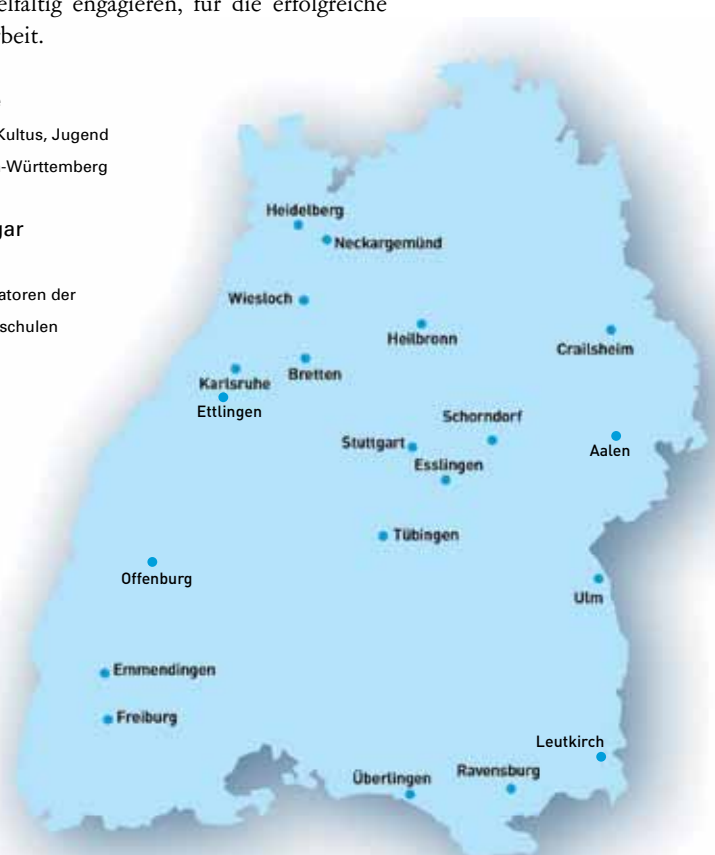 elfältig engagieren, für die erfolgreiche
beit.
Kultus, Jugend
-Württemberg
gar
atoren der
schulen
Heidelberg
Neckargemünd
Wiesloch
Heilbronn
Crailsheim
Bretten
Karlsruhe
Ettlingen
Schorndorf
Stuttgart
Aalen
Esslingen
Tübingen
Offenburg
Ulm
Emmendingen
Freiburg
Leutkirch
Überlingen
Ravensburg